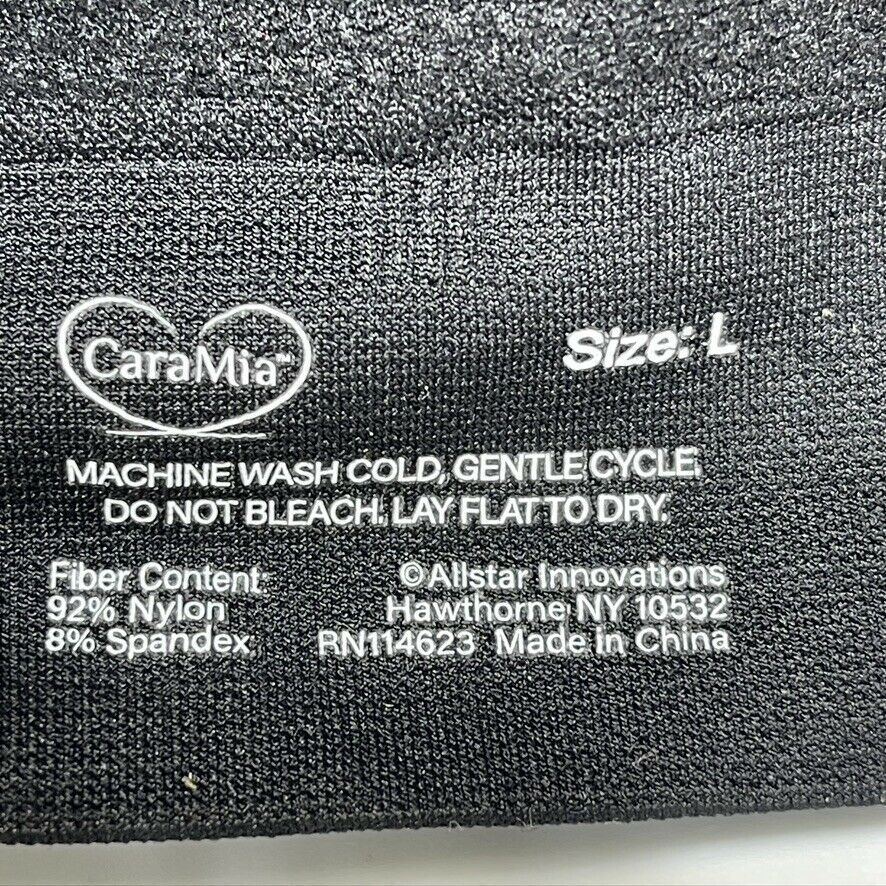 CaraMia™
Size: L
MACHINE WASH COLD, GENTLE CYCLE.
DO NOT BLEACH. LAY FLAT TO DRY.
Fiber Content:
92% Nylon
8% Spandex
©Allstar Innovations
Hawthorne NY 10532
RN114623 Made in China